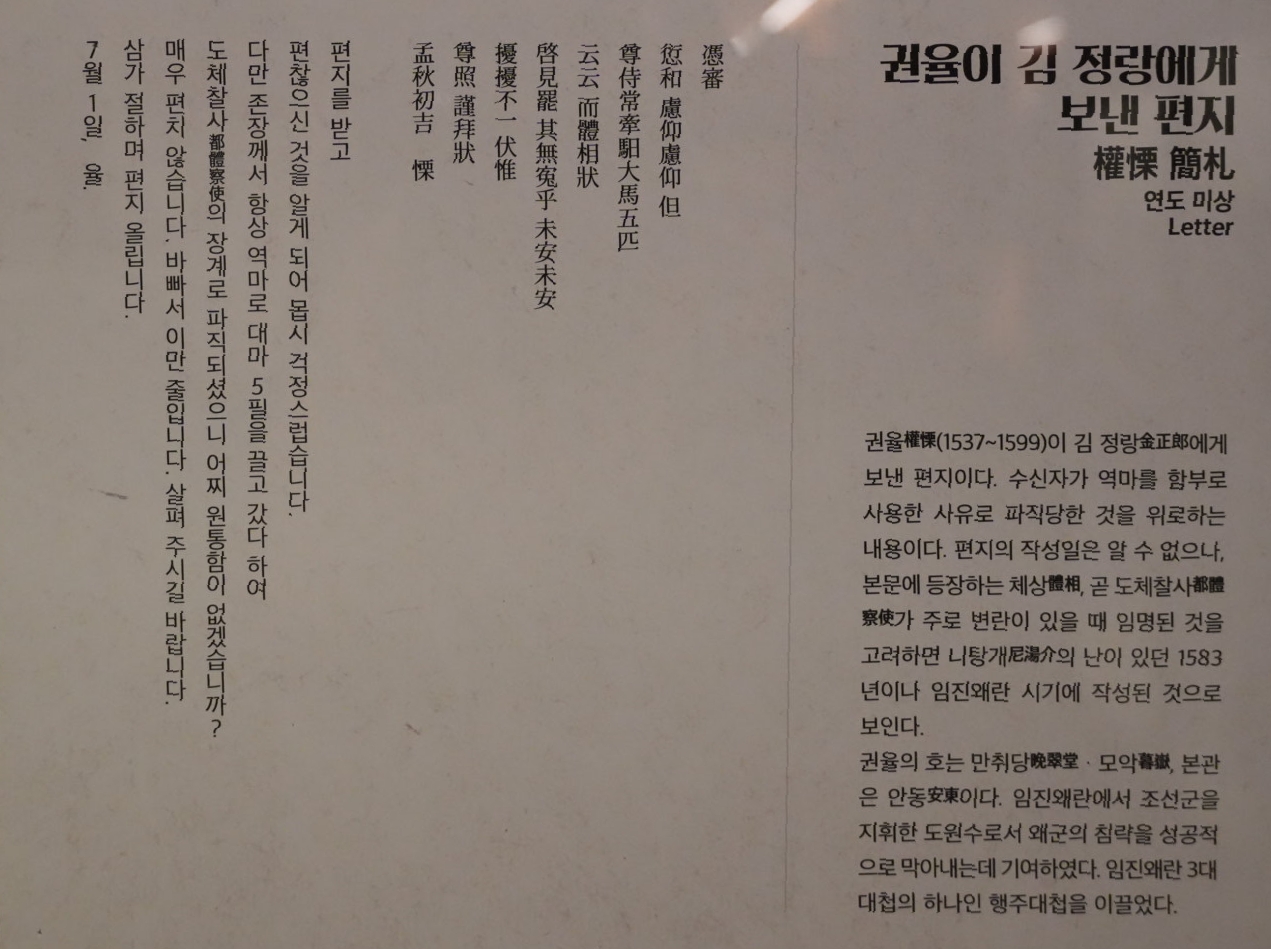 권율이 김 정랑에게
보낸 편지
權慄 簡札
연도 미상
Letter
권율權慄(1537~1599)이 김 정랑金正郎에게
보낸 편지이다. 수신자가 역마를 함부로
사용한 사유로 파직당한 것을 위로하는
내용이다. 편지의 작성일은 알 수 없으나,
본문에 등장하는 체상體相, 곧 도체찰사都體
察使가 주로 변란이 있을 때 임명된 것을
고려하면 니탕개尼湯介의 난이 있던 1583
년이나 임진왜란 시기에 작성된 것으로
보인다.
권율의 호는 만취당晩翠堂 · 모악暮嶽, 본관
은 안동安東이다. 임진왜란에서 조선군을
지휘한 도원수로서 왜군의 침략을 성공적
으로 막아내는데 기여하였다. 임진왜란 3대
대첩의 하나인 행주대첩을 이끌었다.
憑審
愆和 慮仰慮仰 但
尊侍常牽馹大馬五匹
云云 而體相狀
啓見罷 其無寃乎 未安未安
擾擾不一 伏惟
尊照 謹拜狀
孟秋初吉 慄
편지를 받고
편찮으신 것을 알게 되어 몹시 걱정스럽습니다.
다만 존장께서 항상 역마로 대마 5필을 끌고 갔다 하여
도체찰사都體察使의 장계로 파직되셨으니 어찌 원통함이 없겠습니까?
매우 편치 않습니다. 바빠서 이만 줄입니다. 살펴 주시길 바랍니다.
삼가 절하며 편지 올립니다.
7월 1일, 율.